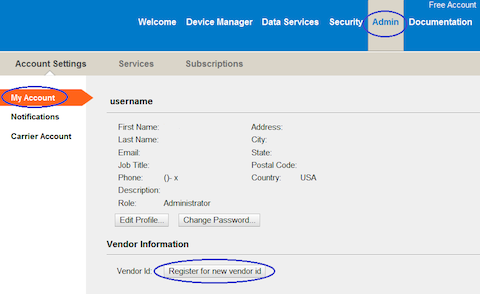 Free Account
Welcome Device Manager Data Services Security Admin Documentation
Account Settings Services Subscriptions
My Account
Notifications
Carrier Account
username
First Name: Address:
Last Name: City:
Email: State:
Job Title: Postal Code:
Phone: ()- x Country: USA
Description:
Role: Administrator
Edit Profile... Change Password...
Vendor Information
Vendor Id: Register for new vendor id